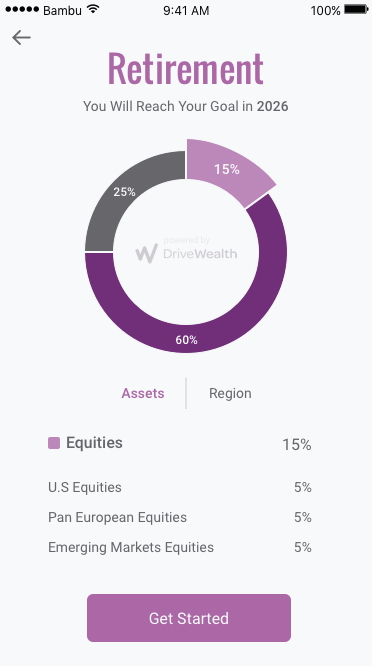 Bambu 9:41 AM 100%
Retirement
You Will Reach Your Goal in 2026
15%
25%
powered by
DriveWealth
60%
Assets Region
Equities 15%
U.S Equities 5%
Pan European Equities 5%
Emerging Markets Equities 5%
Get Started